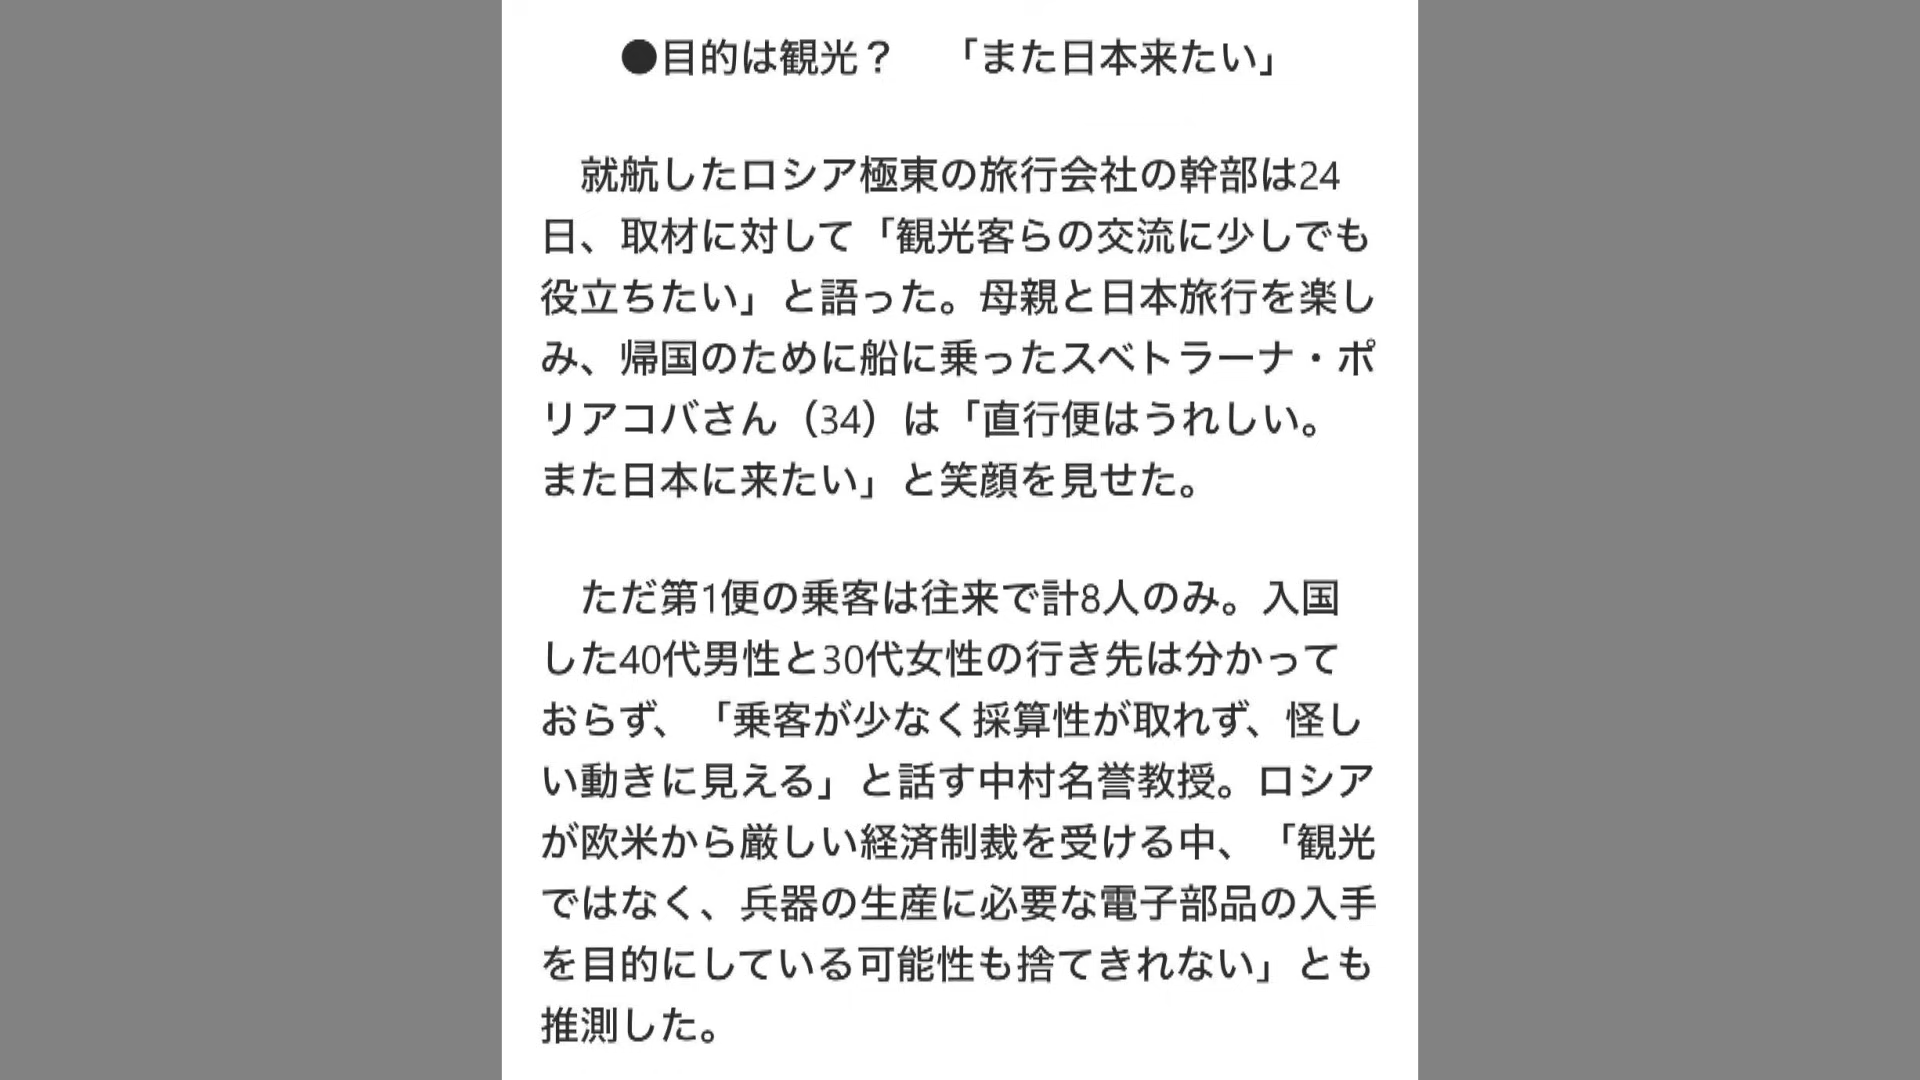 ●目的は観光？　「また日本来たい」
　就航したロシア極東の旅行会社の幹部は24
日、取材に対して「観光客らの交流に少しでも
役立ちたい」と語った。母親と日本旅行を楽し
み、帰国のために船に乗ったスベトラーナ・ポ
リアコバさん（34）は「直行便はうれしい。
また日本に来たい」と笑顔を見せた。
　ただ第1便の乗客は往来で計8人のみ。入国
した40代男性と30代女性の行き先は分かって
おらず、「乗客が少なく採算性が取れず、怪し
い動きに見える」と話す中村名誉教授。ロシア
が欧米から厳しい経済制裁を受ける中、「観光
ではなく、兵器の生産に必要な電子部品の入手
を目的にしている可能性も捨てきれない」とも
推測した。